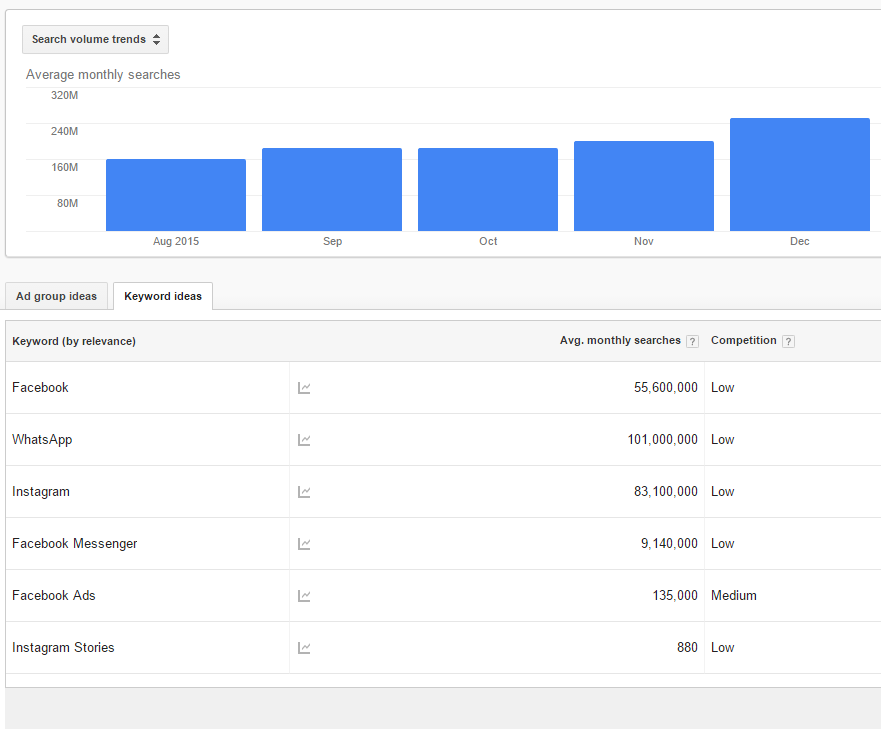 Search volume trends
Average monthly searches
320M
240M
160M
80M
Aug 2015 Sep Oct Nov Dec
Ad group ideas Keyword ideas
Keyword (by relevance) Avg. monthly searches ? Competition ?
Facebook 55,600,000 Low
WhatsApp 101,000,000 Low
Instagram 83,100,000 Low
Facebook Messenger 9,140,000 Low
Facebook Ads 135,000 Medium
Instagram Stories 880 Low